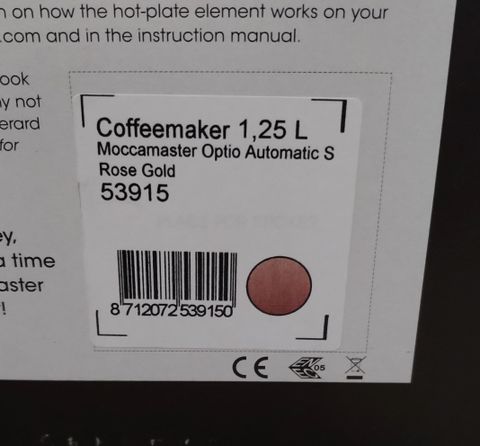 n on how the hot-plate element works on your
.com and in the instruction manual.
ook
y not
erard
for
ey,
a time
aster
!
Coffeemaker 1,25 L
Moccamaster Optio Automatic S
Rose Gold
53915
8 712072 539150
CE
05